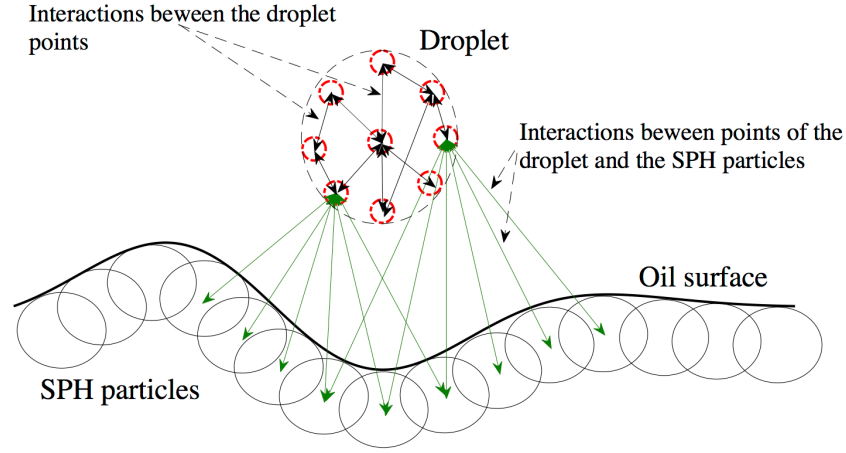 Interactions beween the droplet
points
Droplet
Interactions beween points of the
droplet and the SPH particles
Oil surface
SPH particles